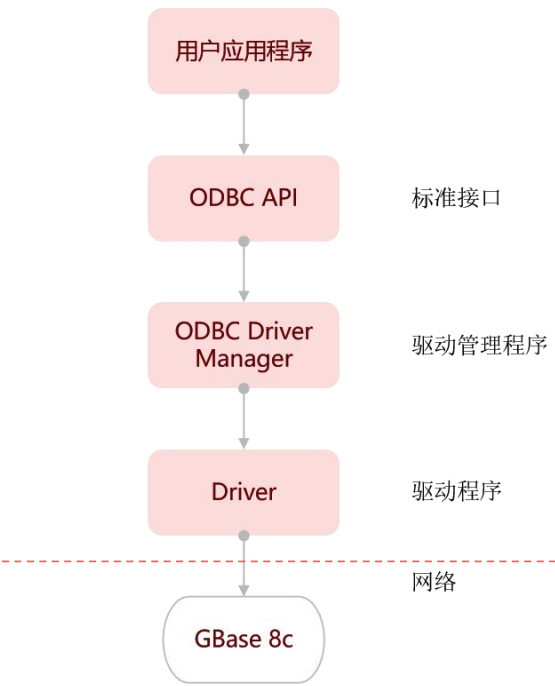 用户应用程序
ODBC API
标准接口
ODBC Driver
Manager
驱动管理程序
Driver
驱动程序
网络
GBase 8c